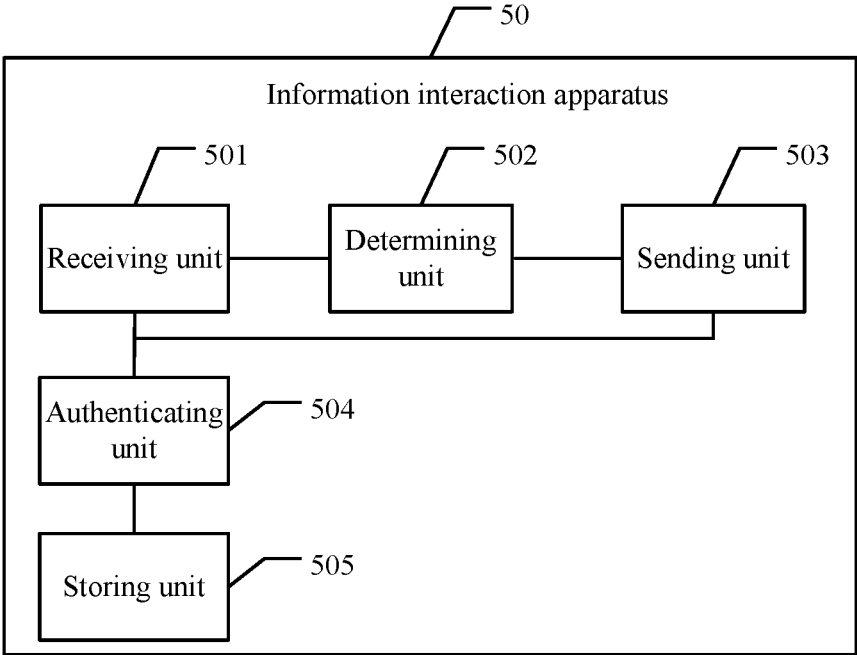 50
Information interaction apparatus
501
502
503
Receiving unit
Determining
unit
Sending unit
Authenticating
unit
504
Storing unit
505